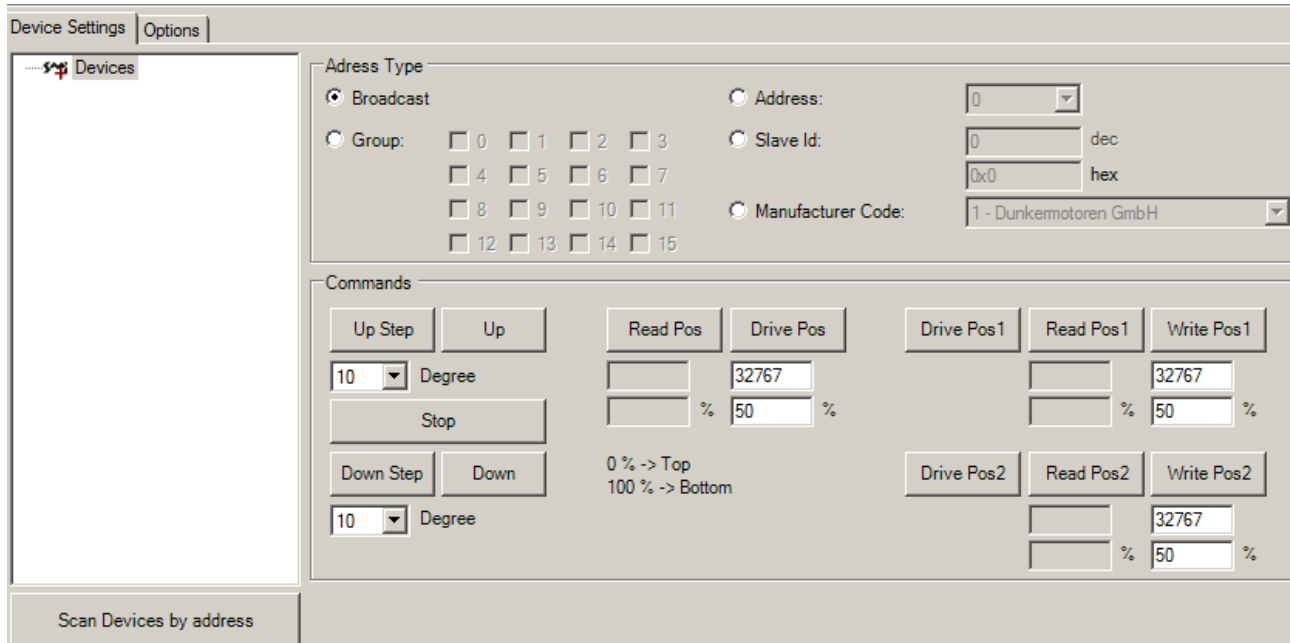 Device Settings Options
Devices
Adress Type
Broadcast Address: 0
Group: 0 1 2 3 Slave Id: 0 dec
4 5 6 7 0x0 hex
8 9 10 11 Manufacturer Code: 1 - Dunkermotoren GmbH
12 13 14 15
Commands
Up Step Up Read Pos Drive Pos Drive Pos1 Read Pos1 Write Pos1
10 Degree 32767 32767
Stop % 50 % % 50 %
Down Step Down 0 % -> Top Drive Pos2 Read Pos2 Write Pos2
100 % -> Bottom
10 Degree 32767
% 50 %
Scan Devices by address